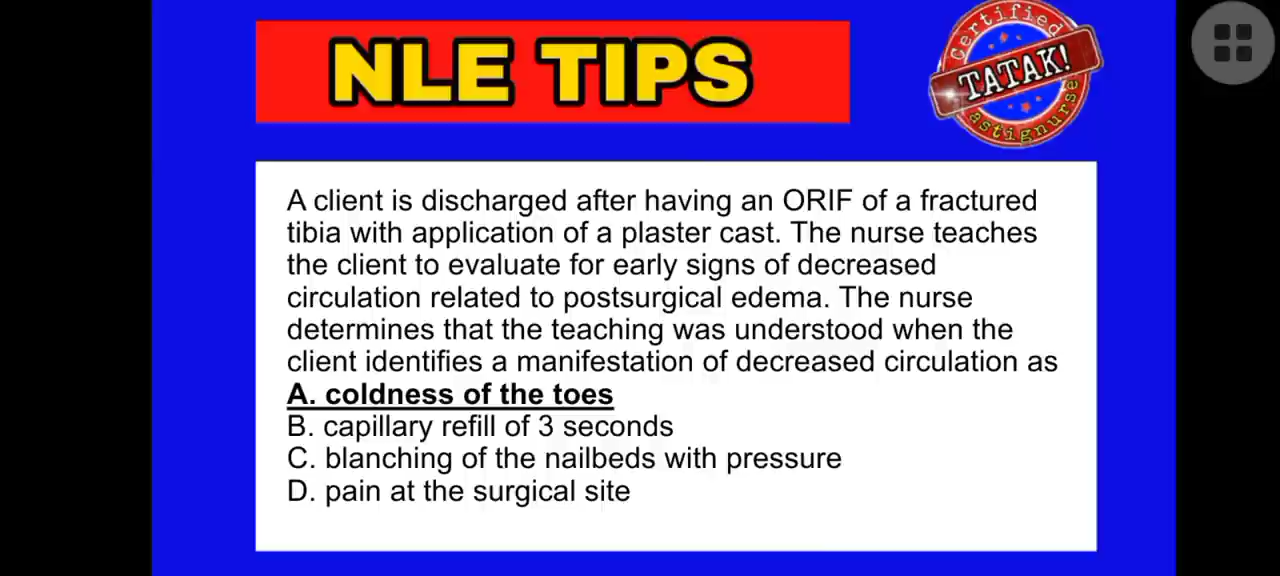 NLE TIPS
Certified
TATAK!
astignurse
A client is discharged after having an ORIF of a fractured
tibia with application of a plaster cast. The nurse teaches
the client to evaluate for early signs of decreased
circulation related to postsurgical edema. The nurse
determines that the teaching was understood when the
client identifies a manifestation of decreased circulation as
A. coldness of the toes
B. capillary refill of 3 seconds
C. blanching of the nailbeds with pressure
D. pain at the surgical site